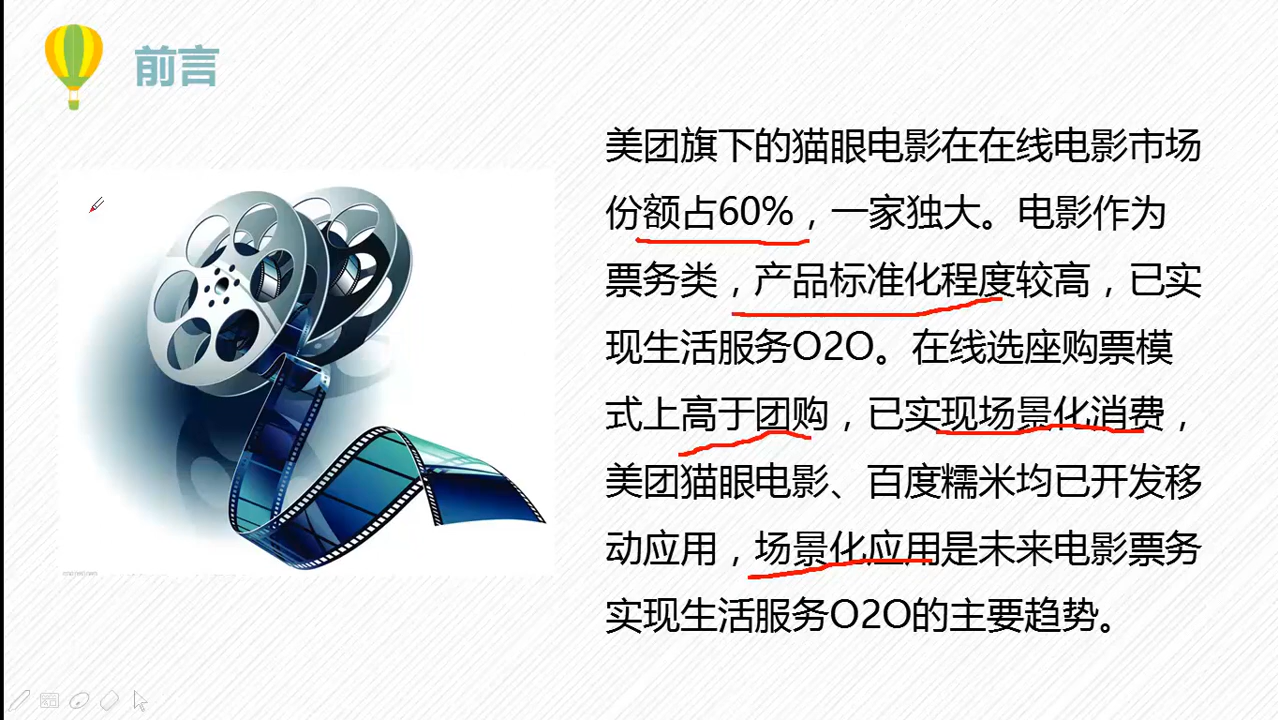 前言
美团旗下的猫眼电影在在线电影市场
份额占60%，一家独大。电影作为
票务类，产品标准化程度较高，已实
现生活服务O2O。在线选座购票模
式上高于团购，已实现场景化消费，
美团猫眼电影、百度糯米均已开发移
动应用，场景化应用是未来电影票务
实现生活服务O2O的主要趋势。